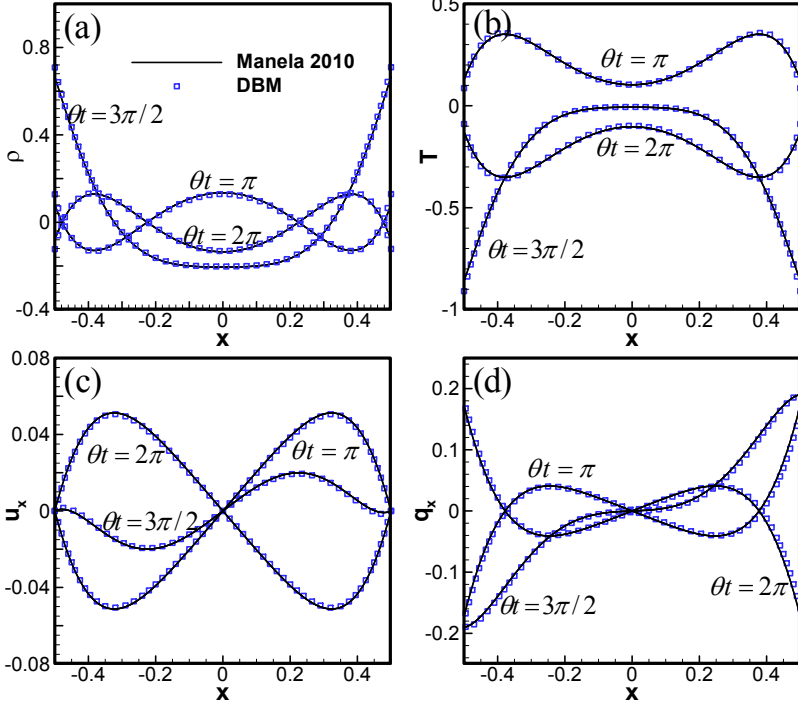 (a)
Manela 2010
DBM
θt = 3π/2
θt = π
θt = 2π
0.8
0.4
0
-0.4
ρ
-0.4 -0.2 0 0.2 0.4
x
(b)
θt = π
θt = 2π
θt = 3π/2
0.5
0
-0.5
-1
T
-0.4 -0.2 0 0.2 0.4
x
(c)
θt = 2π
θt = π
θt = 3π/2
0.08
0.04
0
-0.04
-0.08
u_x
-0.4 -0.2 0 0.2 0.4
x
(d)
θt = π
θt = 3π/2
θt = 2π
0.2
0.1
0
-0.1
-0.2
q_x
-0.4 -0.2 0 0.2 0.4
x